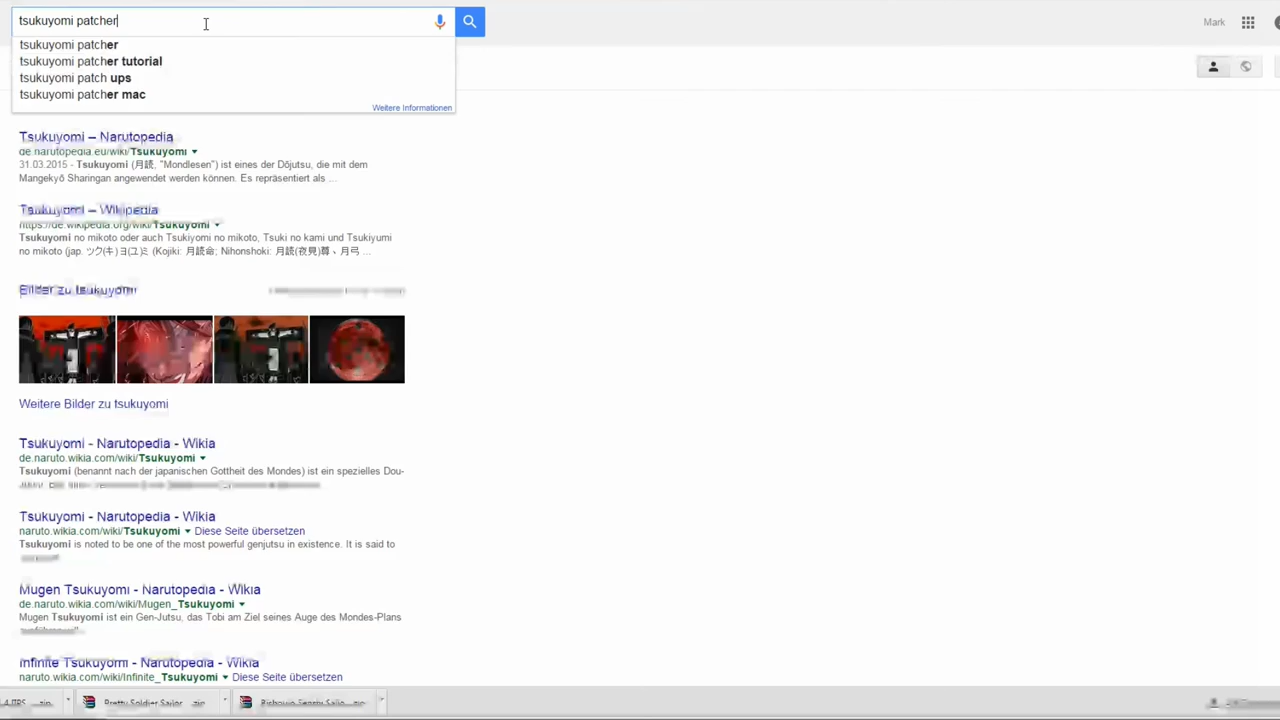 tsukuyomi patcher
Mark
tsukuyomi patcher
tsukuyomi patcher tutorial
tsukuyomi patch ups
tsukuyomi patcher mac
Weitere Informationen
Tsukuyomi – Narutopedia
de.narutopedia.eu/wiki/Tsukuyomi
31.03.2015 - Tsukuyomi (月読, "Mondlesen") ist eines der Dōjutsu, die mit dem
Mangekyō Sharingan angewendet werden können. Es repräsentiert als ...
Tsukuyomi – Wikipedia
https://de.wikipedia.org/wiki/Tsukuyomi
Tsukuyomi no mikoto oder auch Tsukiyomi no mikoto, Tsuki no kami und Tsukiyumi
no mikoto (jap. ツク(キ)ヨ(ユ)ミ (Kojiki: 月読命; Nihonshoki: 月読(夜見)尊、月弓 ...
Bilder zu tsukuyomi
Weitere Bilder zu tsukuyomi
Tsukuyomi - Narutopedia - Wikia
de.naruto.wikia.com/wiki/Tsukuyomi
Tsukuyomi (benannt nach der japanischen Gottheit des Mondes) ist ein spezielles Dou-
Tsukuyomi - Narutopedia - Wikia
naruto.wikia.com/wiki/Tsukuyomi Diese Seite übersetzen
Tsukuyomi is noted to be one of the most powerful genjutsu in existence. It is said to
Mugen Tsukuyomi - Narutopedia - Wikia
de.naruto.wikia.com/wiki/Mugen_Tsukuyomi
Mugen Tsukuyomi ist ein Gen-Jutsu, das Tobi am Ziel seines Auge des Mondes-Plans
Infinite Tsukuyomi - Narutopedia - Wikia
naruto.wikia.com/wiki/Infinite_Tsukuyomi Diese Seite übersetzen
Pretty Soldier Sailor ....zip
Bishoujo Senshi Sailo....zip